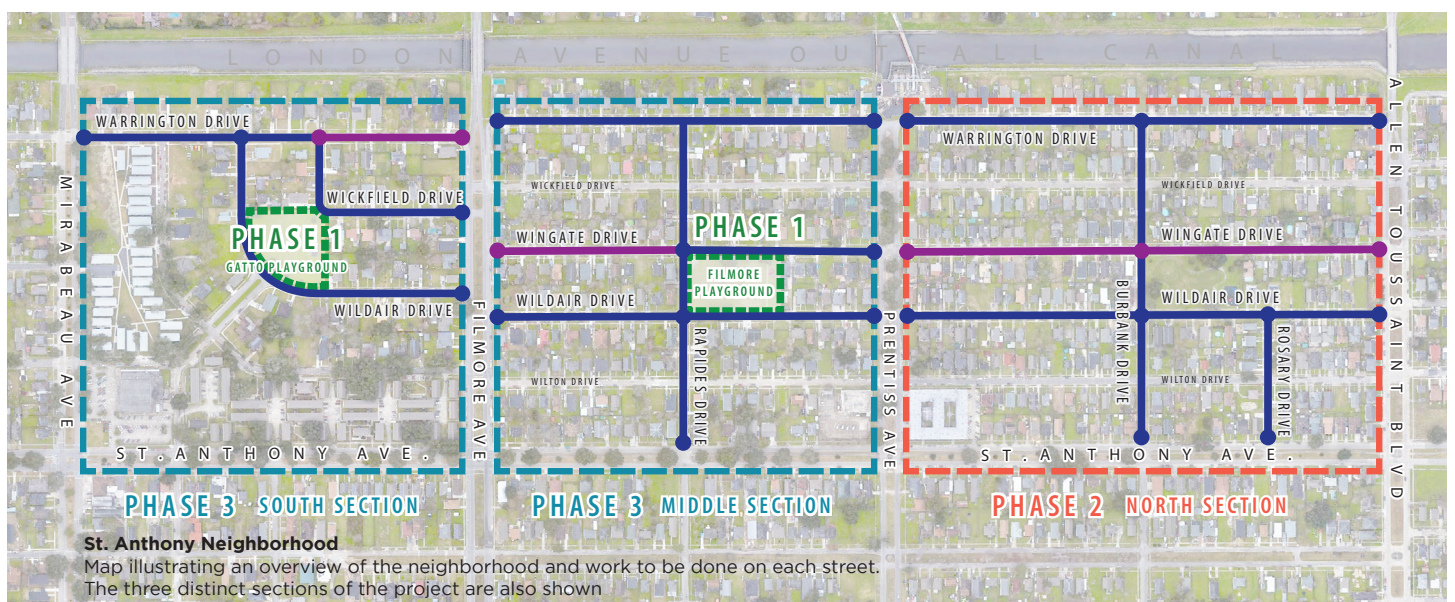 LONDON AVENUE OUTFALL CANAL
WARRINGTON DRIVE
WICKFIELD DRIVE
PHASE 1
GATTO PLAYGROUND
WILDAIR DRIVE
MIRABEAU AVE
ST. ANTHONY AVE.
FILMORE AVE
WICKFIELD DRIVE
WINGATE DRIVE
PHASE 1
FILMORE
PLAYGROUND
WILDAIR DRIVE
RAPIDES DRIVE
WILTON DRIVE
PRENTISS AVE
WARRINGTON DRIVE
WICKFIELD DRIVE
WINGATE DRIVE
BURBANK DRIVE
WILDAIR DRIVE
ROSARY DRIVE
WILTON DRIVE
ST. ANTHONY AVE.
ALLEN TOUSSAINT BLVD
PHASE 3 SOUTH SECTION
PHASE 3 MIDDLE SECTION
PHASE 2 NORTH SECTION
St. Anthony Neighborhood
Map illustrating an overview of the neighborhood and work to be done on each street.
The three distinct sections of the project are also shown